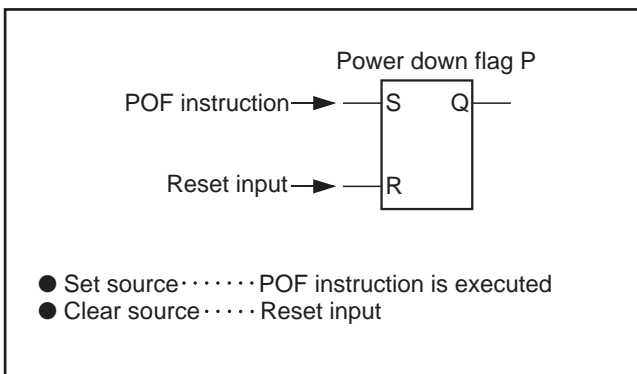 Power down flag P
POF instruction
S
Q
Reset input
R
● Set source·······POF instruction is executed
● Clear source·····Reset input